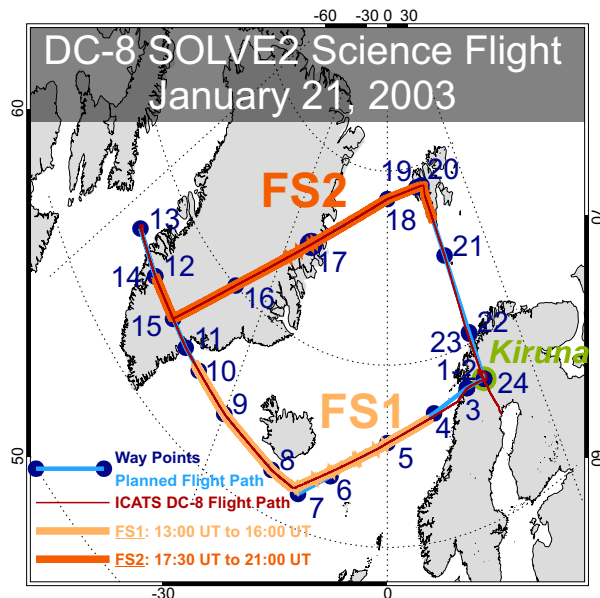 -60 -30 0 30
DC-8 SOLVE2 Science Flight
January 21, 2003
60
19 20
FS2
18
13
17
21
12
14
16
70
15
22
11
23
Kiruna
10
1-2
24
FS1
3
9
4
5
8
50
60
Way Points
6
7
Planned Flight Path
ICATS DC-8 Flight Path
FS1: 13:00 UT to 16:00 UT
FS2: 17:30 UT to 21:00 UT
-30 0